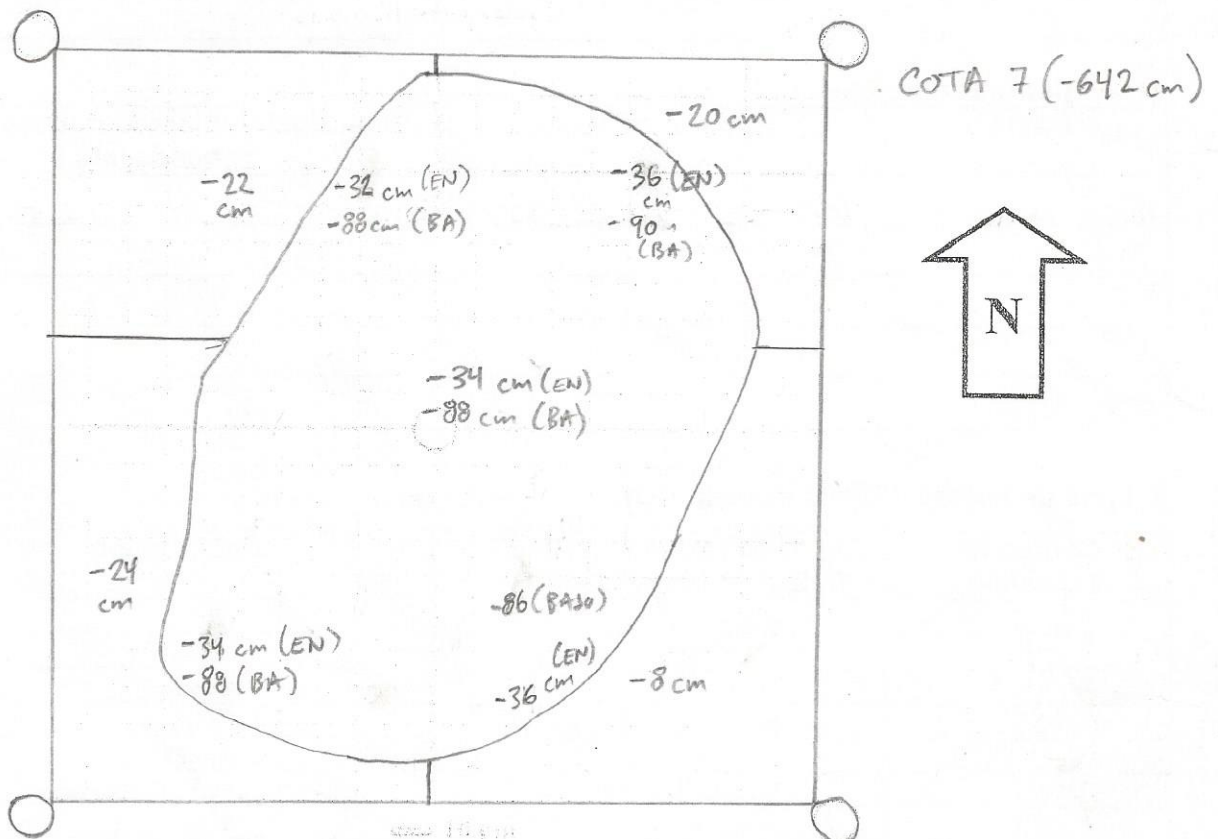 COTA 7 (-642 cm)
-20 cm
-22
cm
-32 cm (EN)
-88 cm (BA)
-36 (EN)
cm
-90
(BA)
N
-34 cm (EN)
-88 cm (BA)
-24
cm
-86 (BAJO)
-34 cm (EN)
-88 (BA)
(EN)
-36 cm
-8 cm